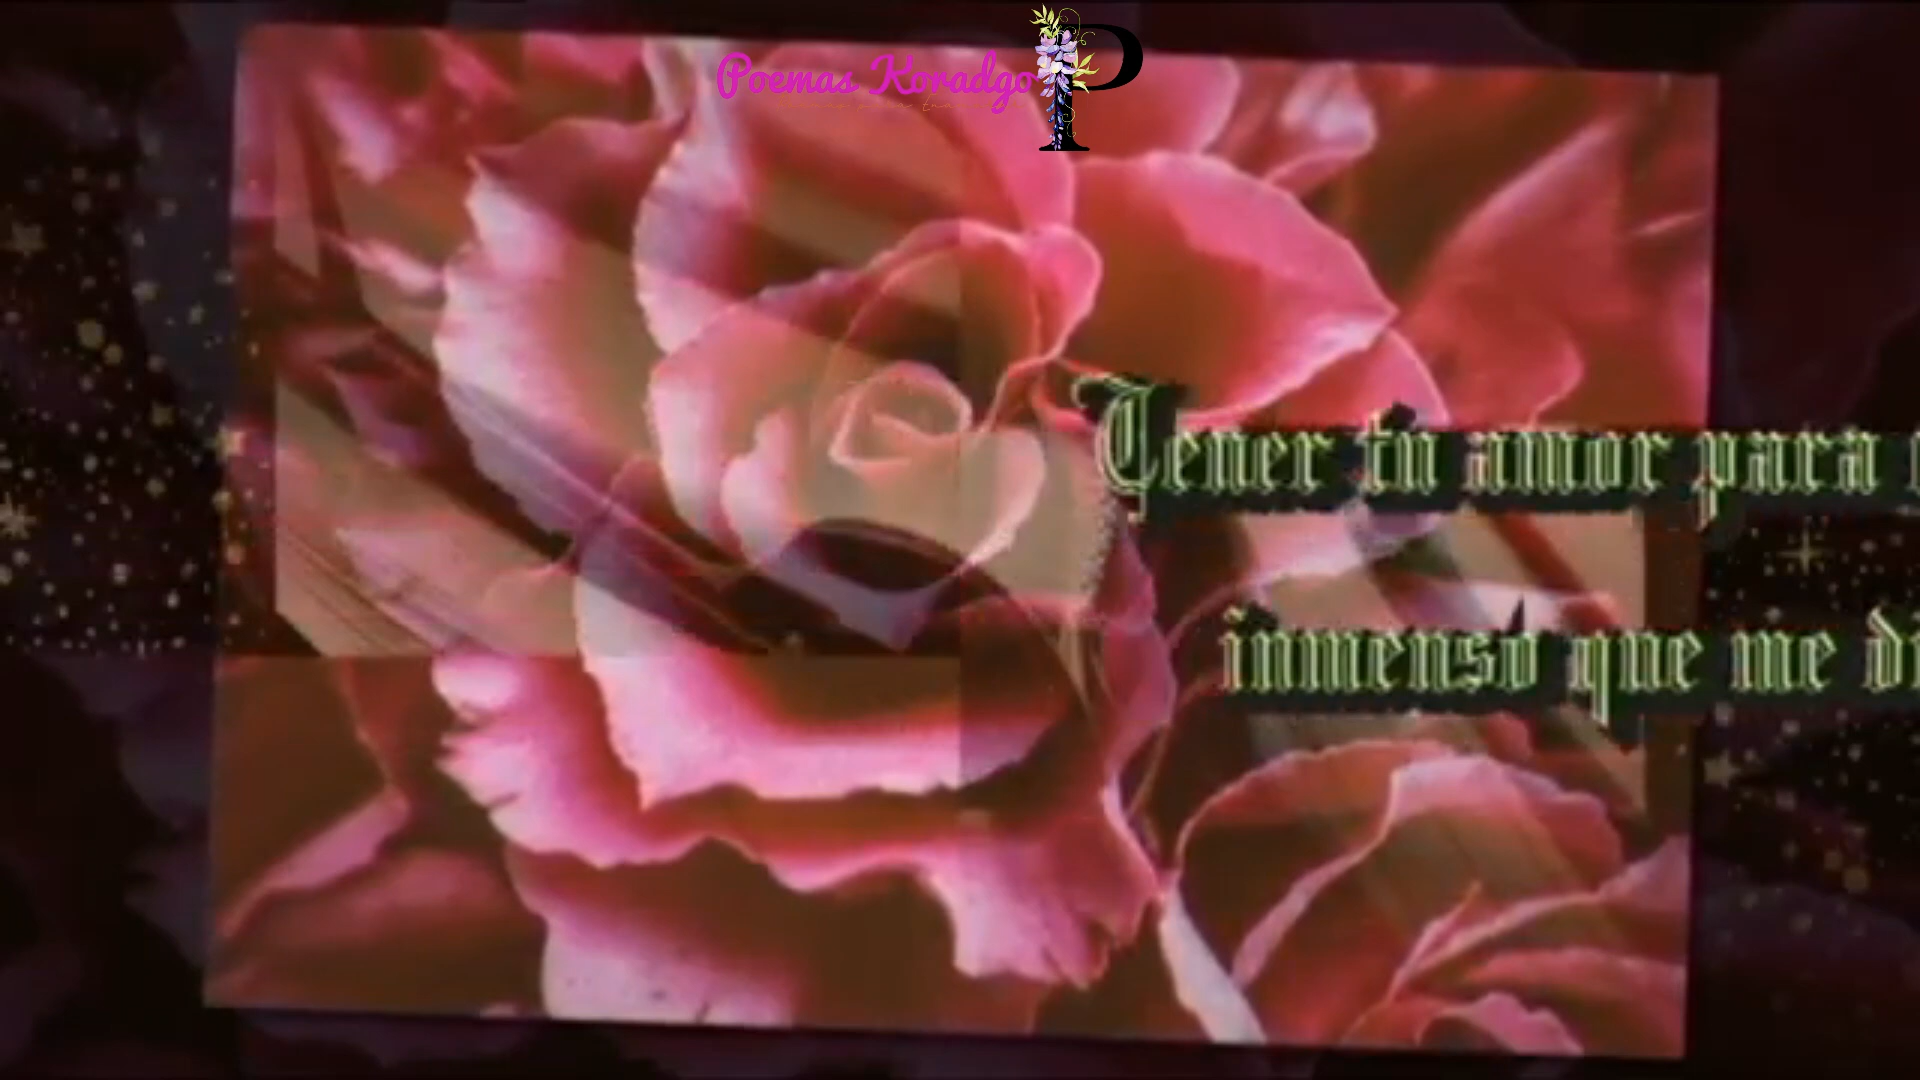 Poemas Koradgo
P
Tener tu amor para
inmenso que me